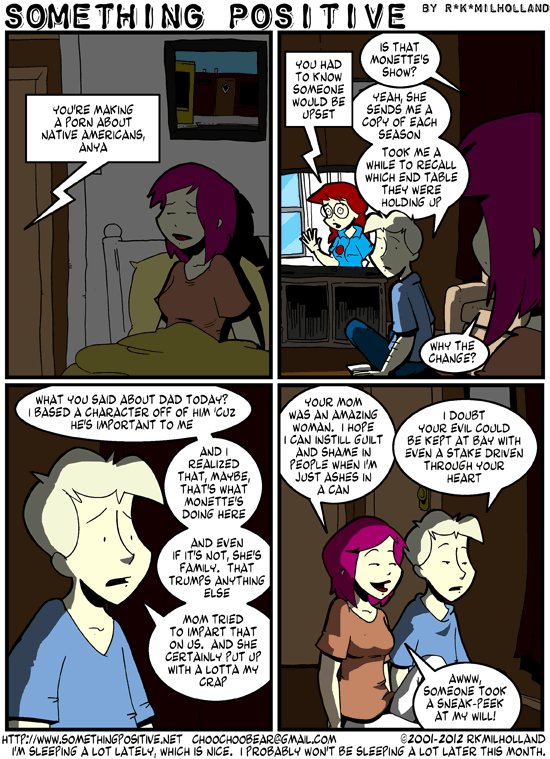 SOMETHING POSITIVE
BY R*K*MILHOLLAND
YOU'RE MAKING
A PORN ABOUT
NATIVE AMERICANS,
ANYA
YOU HAD
TO KNOW
SOMEONE
WOULD BE
UPSET
IS THAT
MONETTE'S
SHOW?
YEAH, SHE
SENDS ME A
COPY OF EACH
SEASON
TOOK ME A
WHILE TO RECALL
WHICH END TABLE
THEY WERE
HOLDING UP
WHY THE
CHANGE?
WHAT YOU SAID ABOUT DAD TODAY?
I BASED A CHARACTER OFF OF HIM 'CUZ
HE'S IMPORTANT TO ME
AND I
REALIZED
THAT, MAYBE,
THAT'S WHAT
MONETTE'S
DOING HERE
AND EVEN
IF IT'S NOT, SHE'S
FAMILY. THAT
TRUMPS ANYTHING
ELSE
MOM TRIED
TO IMPART THAT
ON US. AND SHE
CERTAINLY PUT UP
WITH A LOTTA MY
CRAP
YOUR MOM
WAS AN AMAZING
WOMAN. I HOPE
I CAN INSTILL GUILT
AND SHAME IN
PEOPLE WHEN I'M
JUST ASHES IN
A CAN
I DOUBT
YOUR EVIL COULD
BE KEPT AT BAY WITH
EVEN A STAKE DRIVEN
THROUGH YOUR
HEART
AWWW,
SOMEONE TOOK
A SNEAK-PEEK
AT MY WILL!
HTTP://WWW.SOMETHINGPOSITIVE.NET CHOOCHOOBEAR@GMAIL.COM ©2001-2012 RKMILHOLLAND
I'M SLEEPING A LOT LATELY, WHICH IS NICE. I PROBABLY WON'T BE SLEEPING A LOT LATER THIS MONTH.